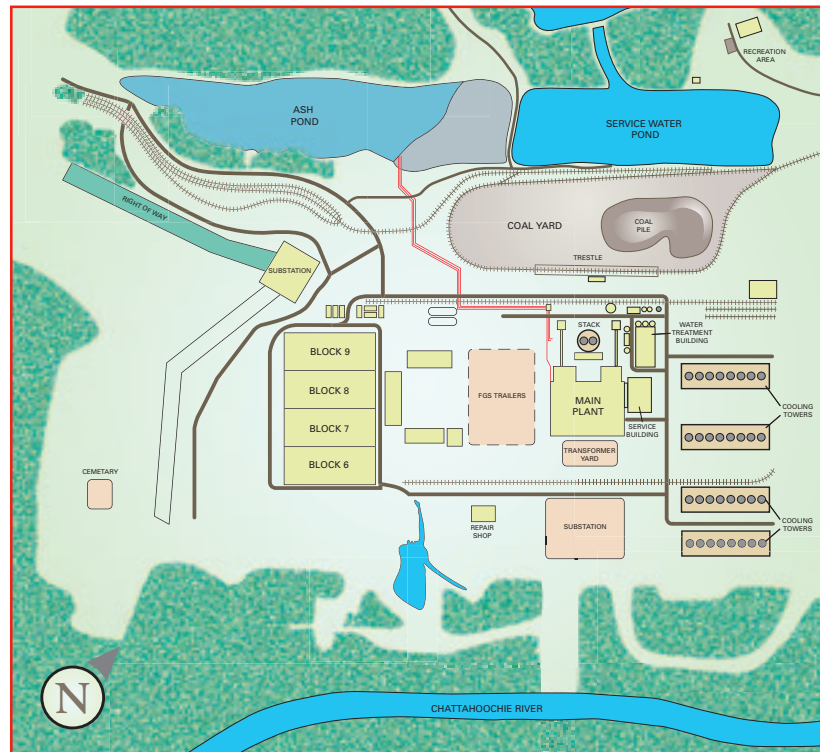 RECREATION
AREA
ASH
POND
SERVICE WATER
POND
RIGHT OF WAY
COAL YARD
COAL
PILE
SUBSTATION
TRESTLE
STACK
WATER
TREATMENT
BUILDING
BLOCK 9
BLOCK 8
BLOCK 7
BLOCK 6
FGS TRAILERS
MAIN
PLANT
COOLING
TOWERS
SERVICE
BUILDING
TRANSFORMER
YARD
CEMETARY
REPAIR
SHOP
SUBSTATION
COOLING
TOWERS
N
CHATTAHOOCHIE RIVER